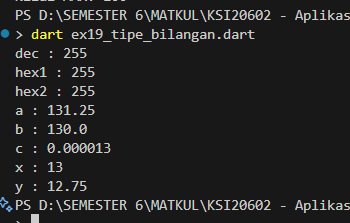 PS D:\SEMESTER 6\MATKUL\KSI20602 - Aplikas
> dart ex19_tipe_bilangan.dart
dec : 255
hex1 : 255
hex2 : 255
a : 131.25
b : 130.0
c : 0.000013
x : 13
y : 12.75
PS D:\SEMESTER 6\MATKUL\KSI20602 - Aplikas
>